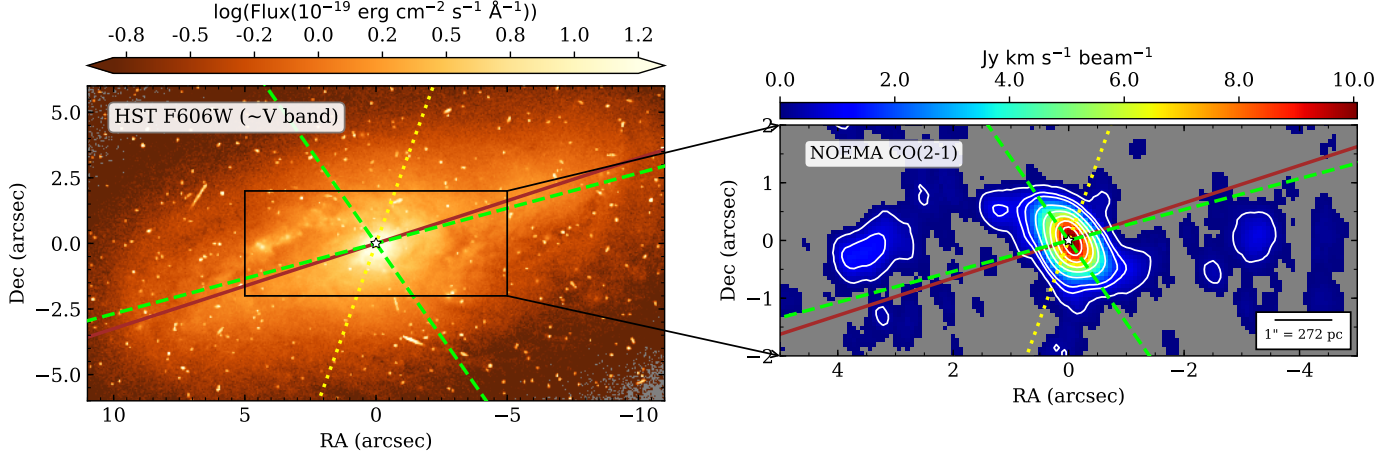 log(Flux(10⁻¹⁹ erg cm⁻² s⁻¹ Å⁻¹))
-0.8 -0.5 -0.2 0.0 0.2 0.5 0.8 1.0 1.2
HST F606W (~V band)
5.0
2.5
0.0
−2.5
−5.0
Dec (arcsec)
10 5 0 −5 −10
RA (arcsec)
Jy km s⁻¹ beam⁻¹
0.0 2.0 4.0 6.0 8.0 10.0
NOEMA CO(2-1)
2
1
0
−1
−2
Dec (arcsec)
1" = 272 pc
4 2 0 −2 −4
RA (arcsec)